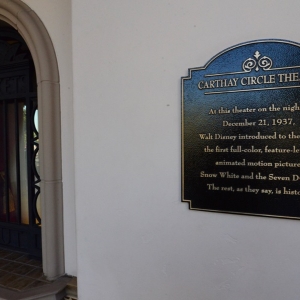 CARTHAY CIRCLE THE
At this theater on the nigh
December 21, 1937,
Walt Disney introduced to the
the first full-color, feature-le
animated motion picture
Snow White and the Seven D
The rest, as they say, is histo